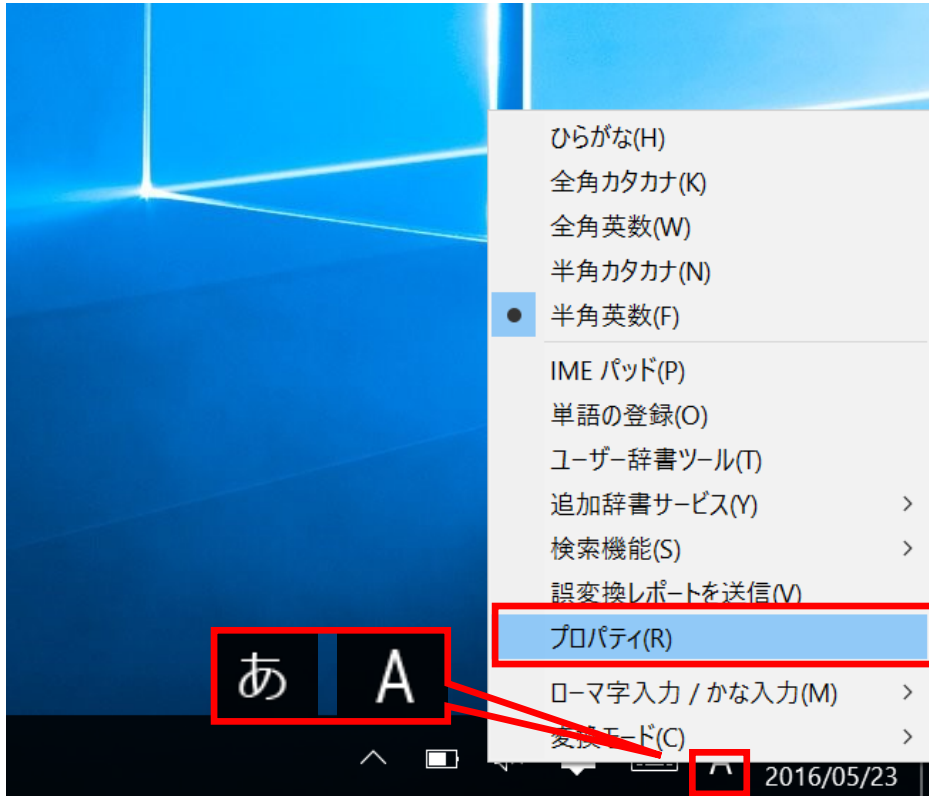 ひらがな(H)
全角カタカナ(K)
全角英数(W)
半角カタカナ(N)
半角英数(F)
IME パッド(P)
単語の登録(O)
ユーザー辞書ツール(T)
追加辞書サービス(Y)
検索機能(S)
誤変換レポートを送信(V)
プロパティ(R)
ローマ字入力 / かな入力(M)
変換モード(C)
あ A
A
2016/05/23